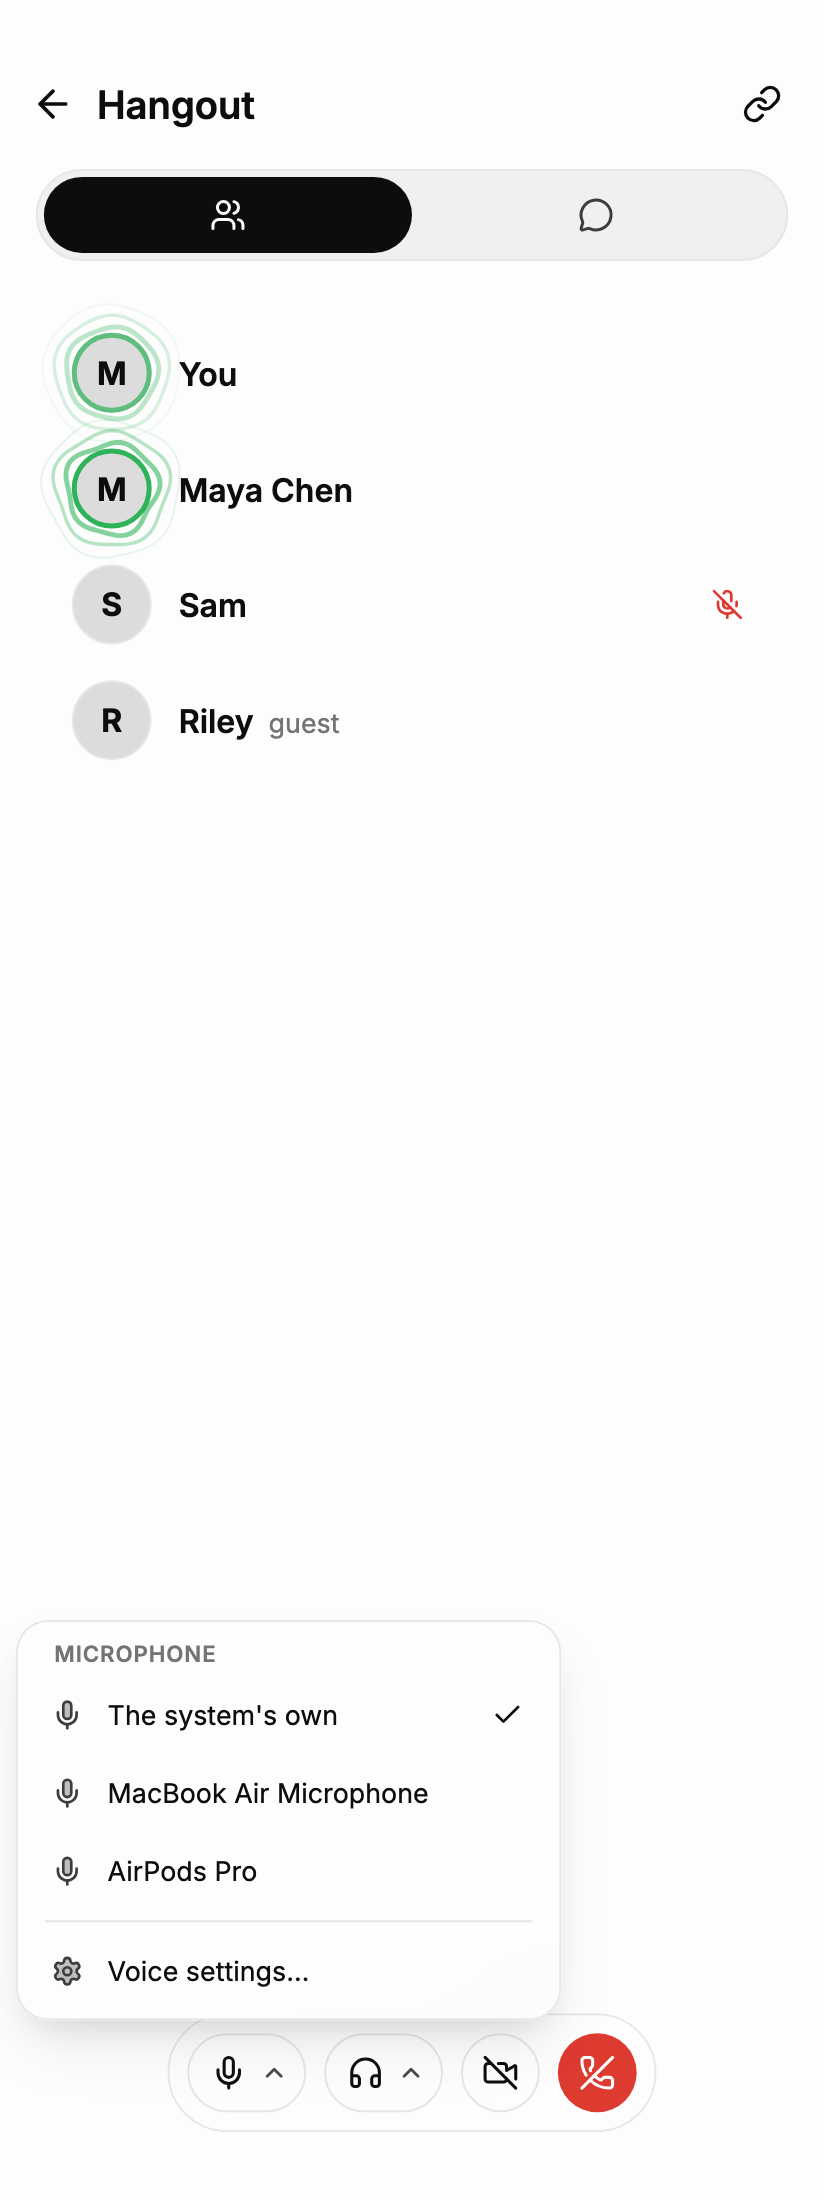 Hangout
M You
M Maya Chen
S Sam
R Riley guest
MICROPHONE
The system's own
MacBook Air Microphone
AirPods Pro
Voice settings...